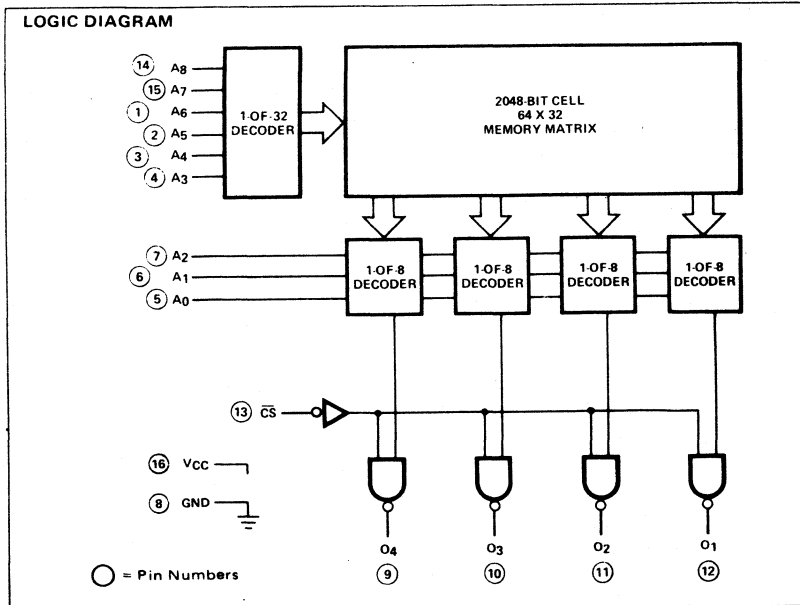 LOGIC DIAGRAM
14 A8
15 A7
1 A6
2 A5
3 A4
4 A3
1-OF-32
DECODER
2048-BIT CELL
64 X 32
MEMORY MATRIX
7 A2
6 A1
5 A0
1-OF-8
DECODER
1-OF-8
DECODER
1-OF-8
DECODER
1-OF-8
DECODER
13 C̅S̅
16 VCC
8 GND
O4
O3
O2
O1
9
10
11
12
= Pin Numbers